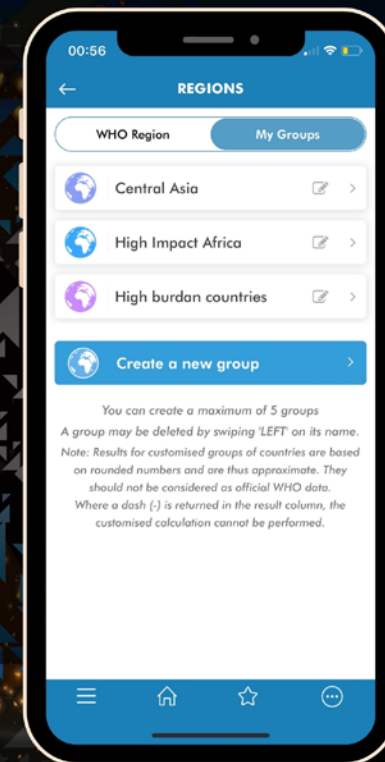 00:56
REGIONS
WHO Region My Groups
Central Asia
High Impact Africa
High burdan countries
Create a new group
You can create a maximum of 5 groups
A group may be deleted by swiping 'LEFT' on its name.
Note: Results for customised groups of countries are based
on rounded numbers and are thus approximate. They
should not be considered as official WHO data.
Where a dash (-) is returned in the result column, the
customised calculation cannot be performed.